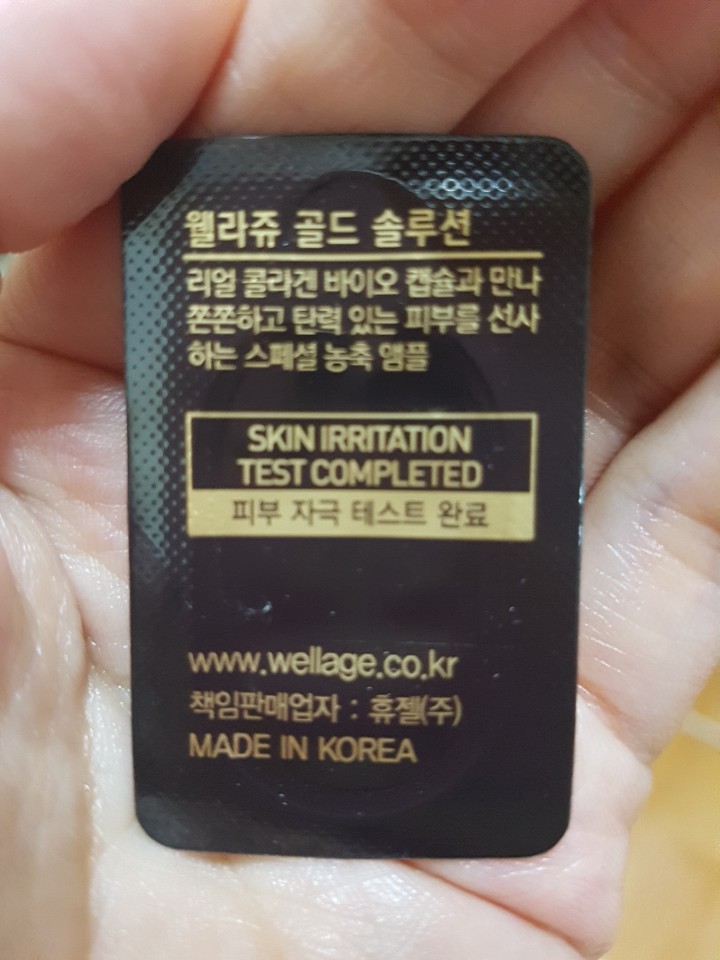 웰라쥬 골드 솔루션
리얼 콜라겐 바이오 캡슐과 만나
쫀쫀하고 탄력 있는 피부를 선사
하는 스페셜 농축 앰플
SKIN IRRITATION
TEST COMPLETED
피부 자극 테스트 완료
www.wellage.co.kr
책임판매업자 : 휴젤(주)
MADE IN KOREA